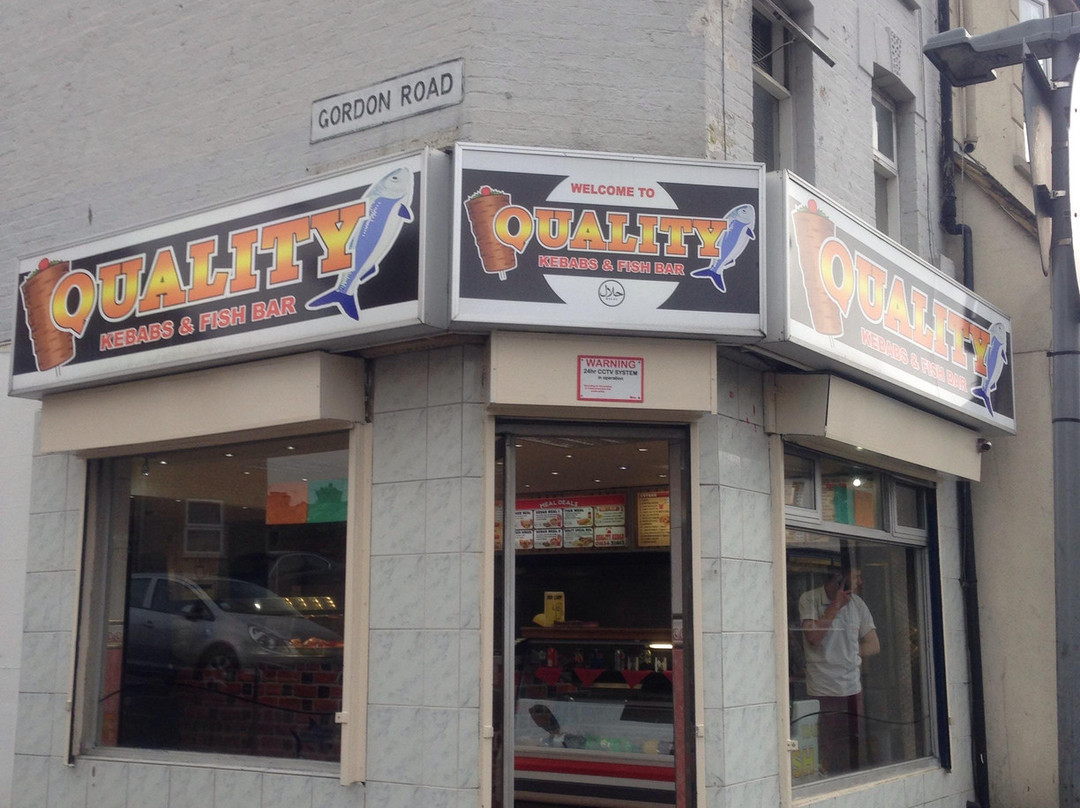 GORDON ROAD
QUALITY
KEBABS & FISH BAR
WELCOME TO
QUALITY
KEBABS & FISH BAR
حلال
QUALITY
KEBABS & FISH BAR
WARNING
24hr CCTV SYSTEM
in operation
MEAL DEALS